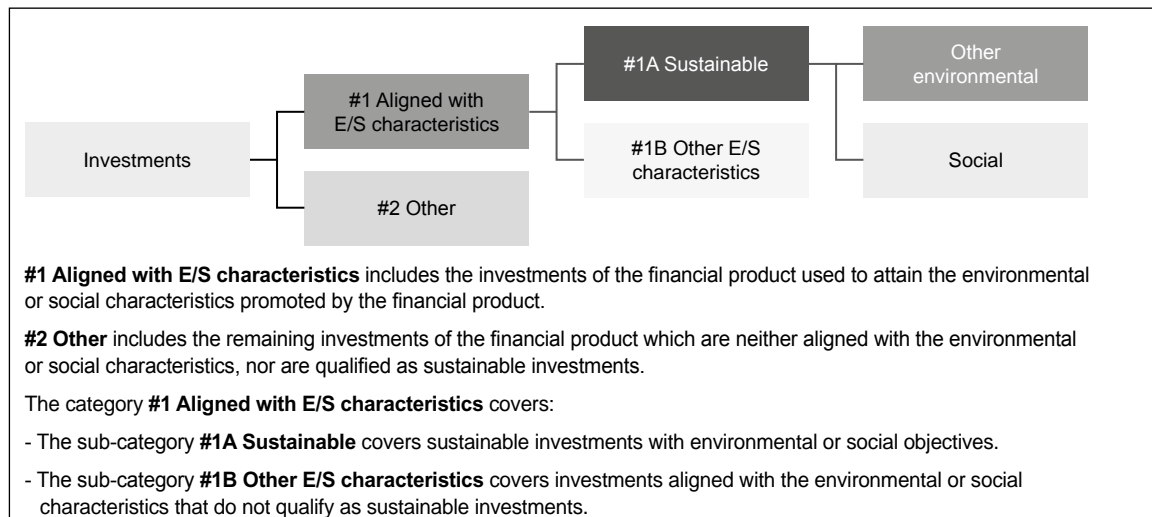 #1A Sustainable
Other
environmental
#1 Aligned with
E/S characteristics
Investments
#1B Other E/S
characteristics
Social
#2 Other
#1 Aligned with E/S characteristics includes the investments of the financial product used to attain the environmental
or social characteristics promoted by the financial product.
#2 Other includes the remaining investments of the financial product which are neither aligned with the environmental
or social characteristics, nor are qualified as sustainable investments.
The category #1 Aligned with E/S characteristics covers:
- The sub-category #1A Sustainable covers sustainable investments with environmental or social objectives.
- The sub-category #1B Other E/S characteristics covers investments aligned with the environmental or social
characteristics that do not qualify as sustainable investments.